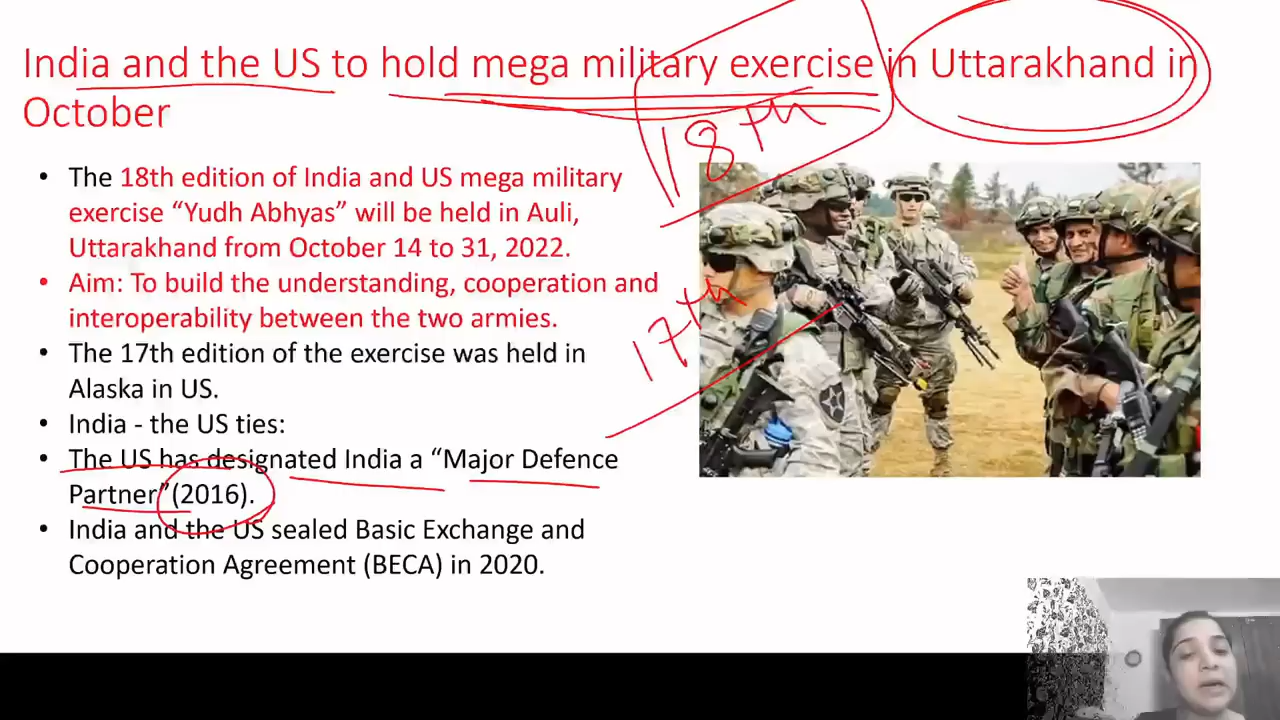 India and the US to hold mega military exercise in Uttarakhand in
October
18th
• The 18th edition of India and US mega military
exercise “Yudh Abhyas” will be held in Auli,
Uttarakhand from October 14 to 31, 2022.
• Aim: To build the understanding, cooperation and
interoperability between the two armies.
17th
• The 17th edition of the exercise was held in
Alaska in US.
• India - the US ties:
• The US has designated India a “Major Defence
Partner”(2016).
• India and the US sealed Basic Exchange and
Cooperation Agreement (BECA) in 2020.